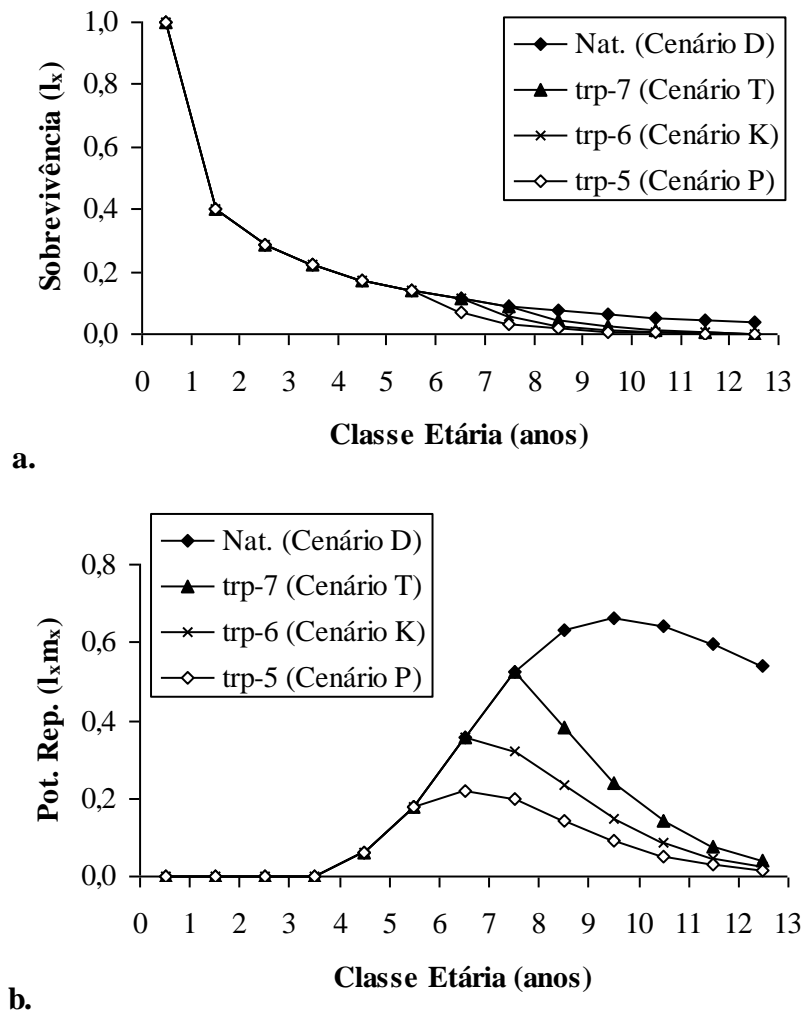 1,0
0,8
0,6
0,4
0,2
0,0
Sobrevivência (lx)
Nat. (Cenário D)
trp-7 (Cenário T)
trp-6 (Cenário K)
trp-5 (Cenário P)
0 1 2 3 4 5 6 7 8 9 10 11 12 13
Classe Etária (anos)
a.
Nat. (Cenário D)
trp-7 (Cenário T)
trp-6 (Cenário K)
trp-5 (Cenário P)
0,8
0,6
0,4
0,2
0,0
Pot. Rep. (lxmx)
0 1 2 3 4 5 6 7 8 9 10 11 12 13
Classe Etária (anos)
b.